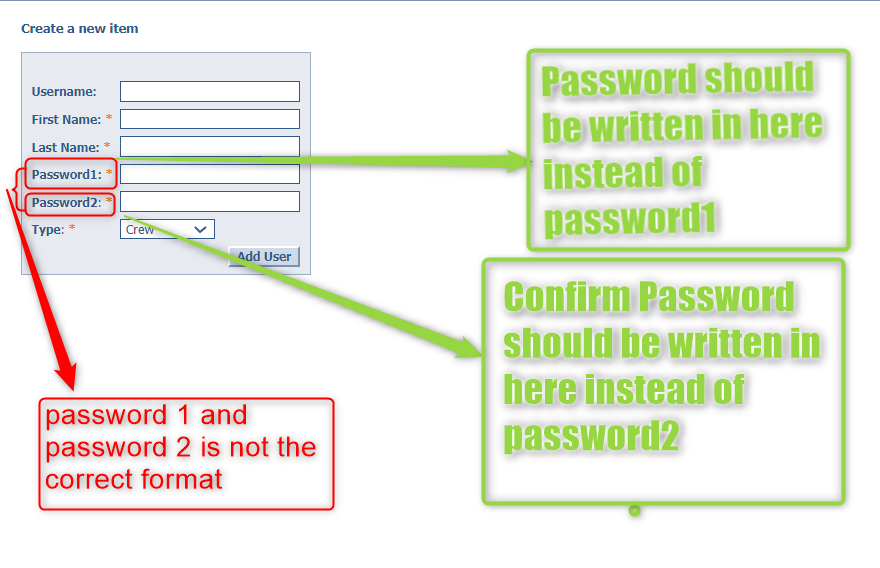 Create a new item
Username:
First Name: *
Last Name: *
Password1: *
Password2: *
Type: *
Crew
Add User
Password should
be written in here
instead of
password1
Confirm Password
should be written in
here instead of
password2
password 1 and
password 2 is not the
correct format